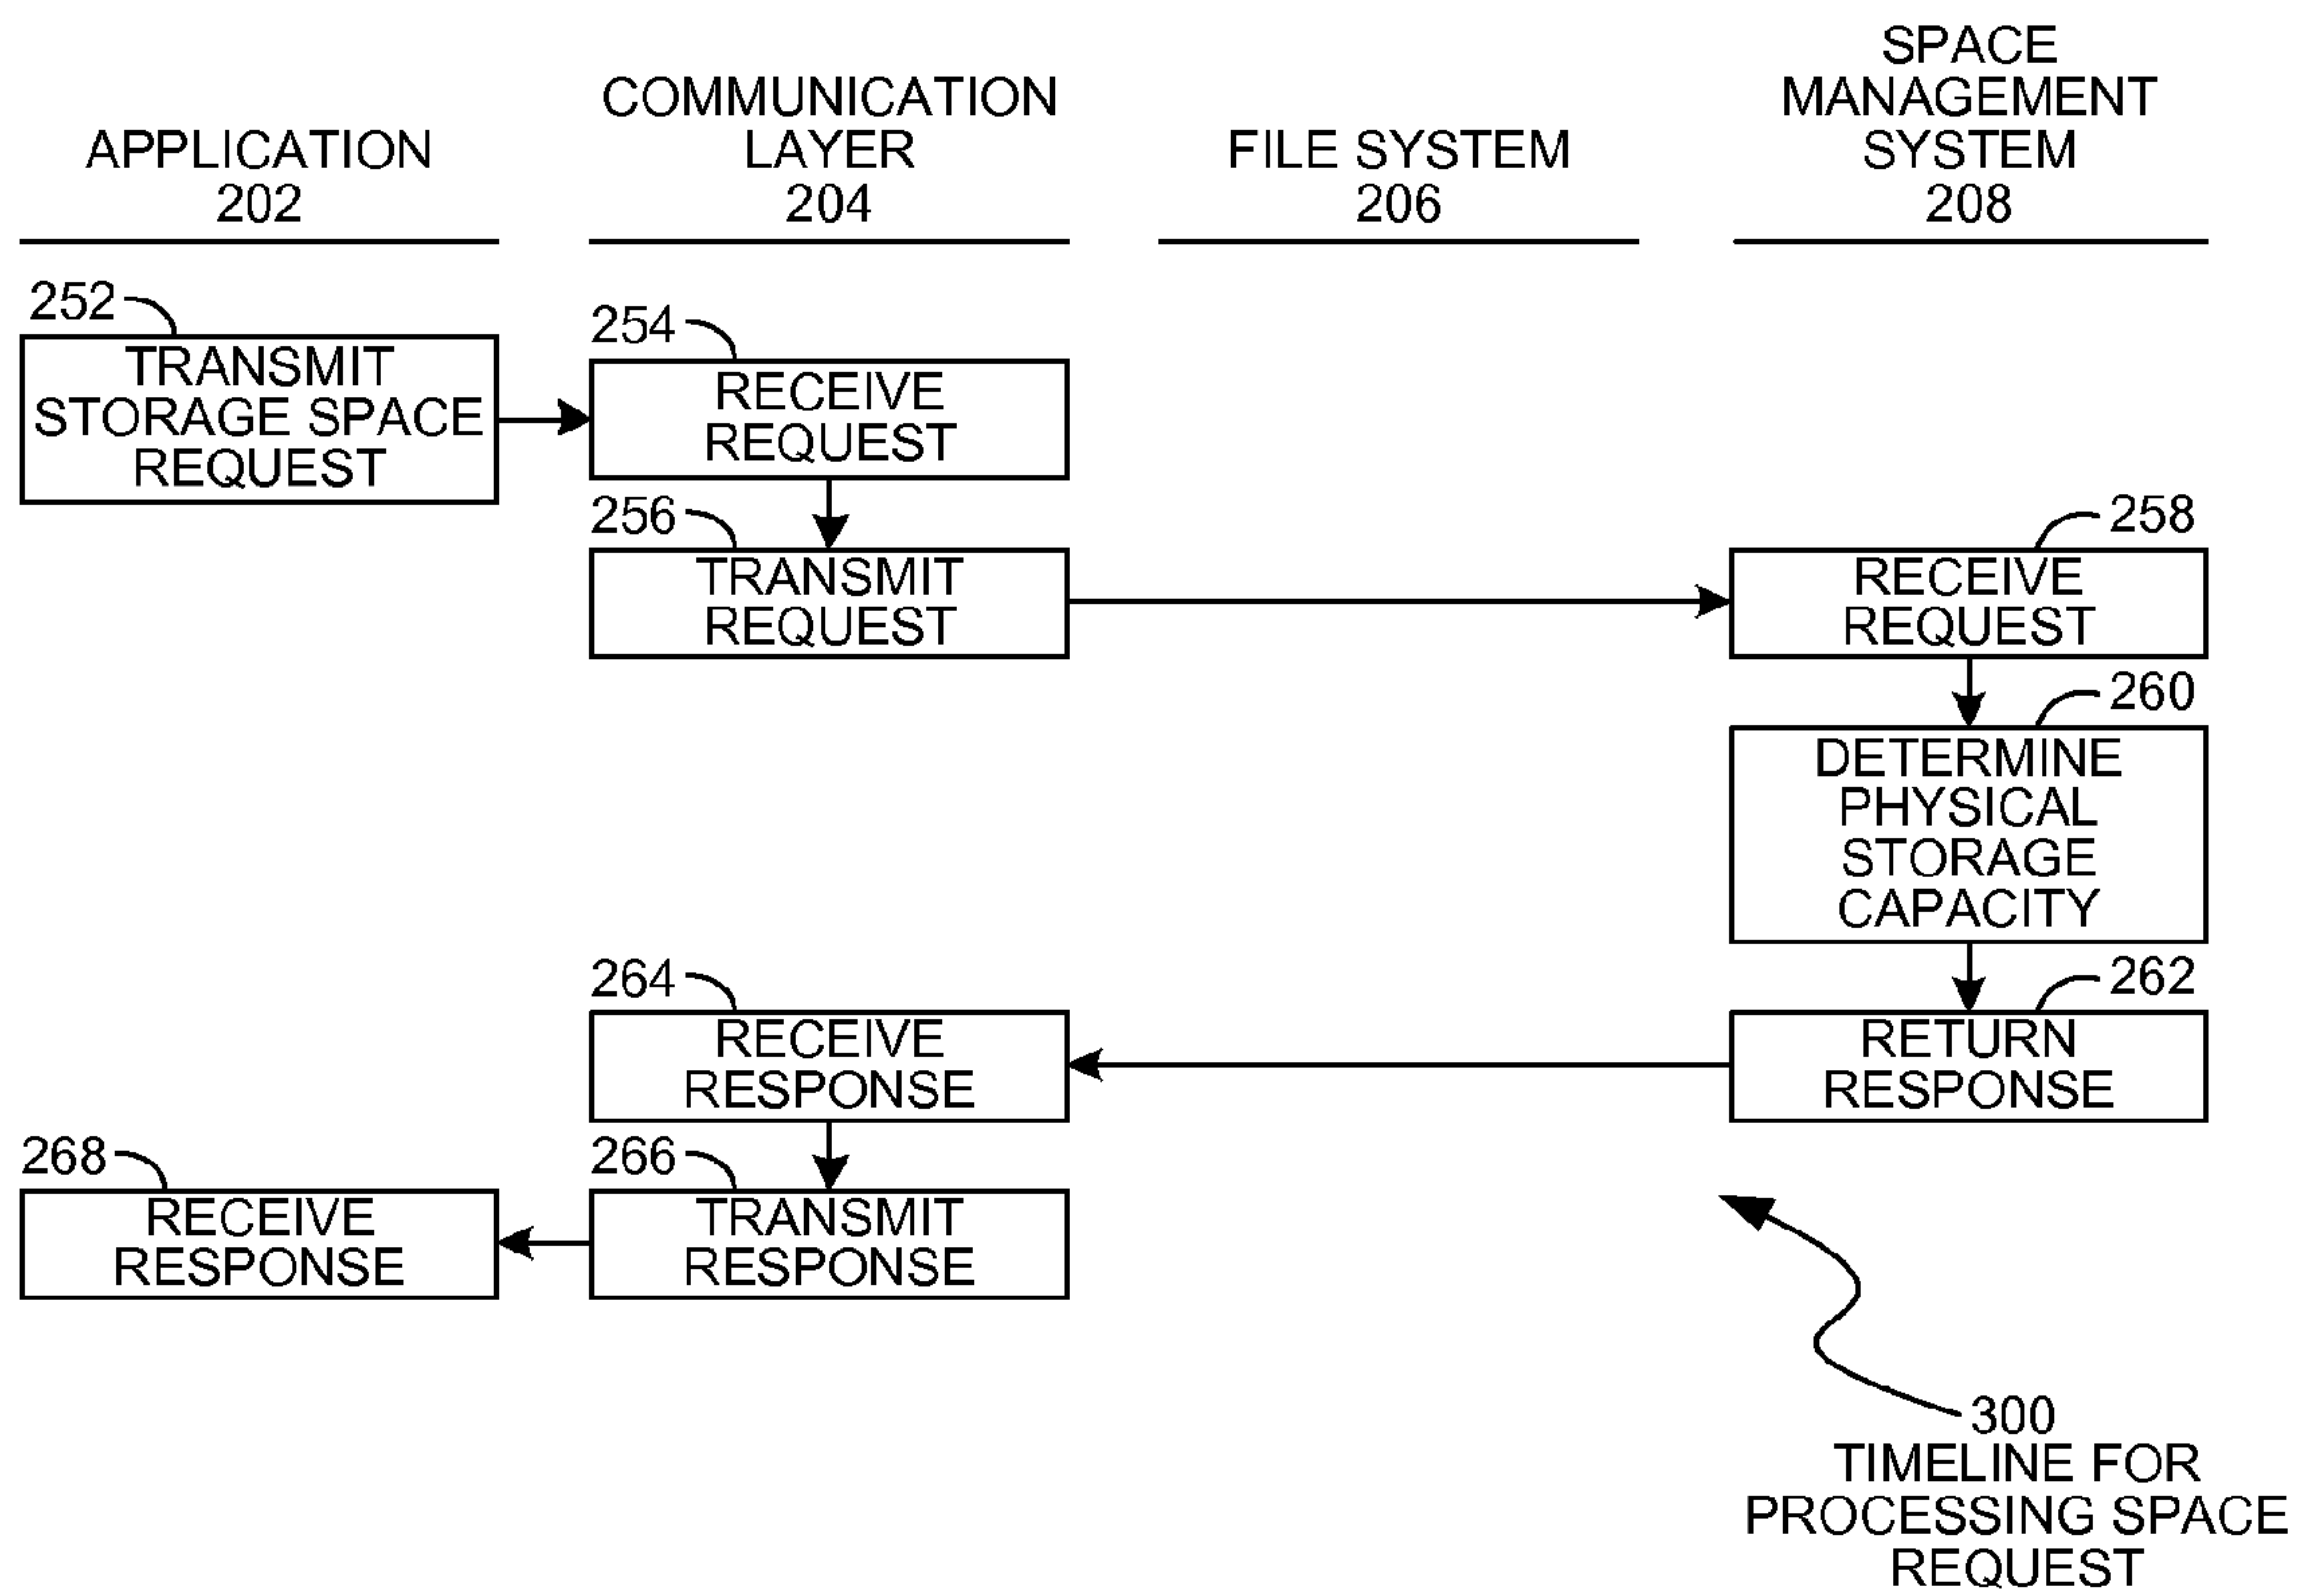 APPLICATION
202
COMMUNICATION
LAYER
204
FILE SYSTEM
206
SPACE
MANAGEMENT
SYSTEM
208
252
TRANSMIT
STORAGE SPACE
REQUEST
254
RECEIVE
REQUEST
256
TRANSMIT
REQUEST
258
RECEIVE
REQUEST
260
DETERMINE
PHYSICAL
STORAGE
CAPACITY
262
RETURN
RESPONSE
264
RECEIVE
RESPONSE
266
TRANSMIT
RESPONSE
268
RECEIVE
RESPONSE
300
TIMELINE FOR
PROCESSING SPACE
REQUEST